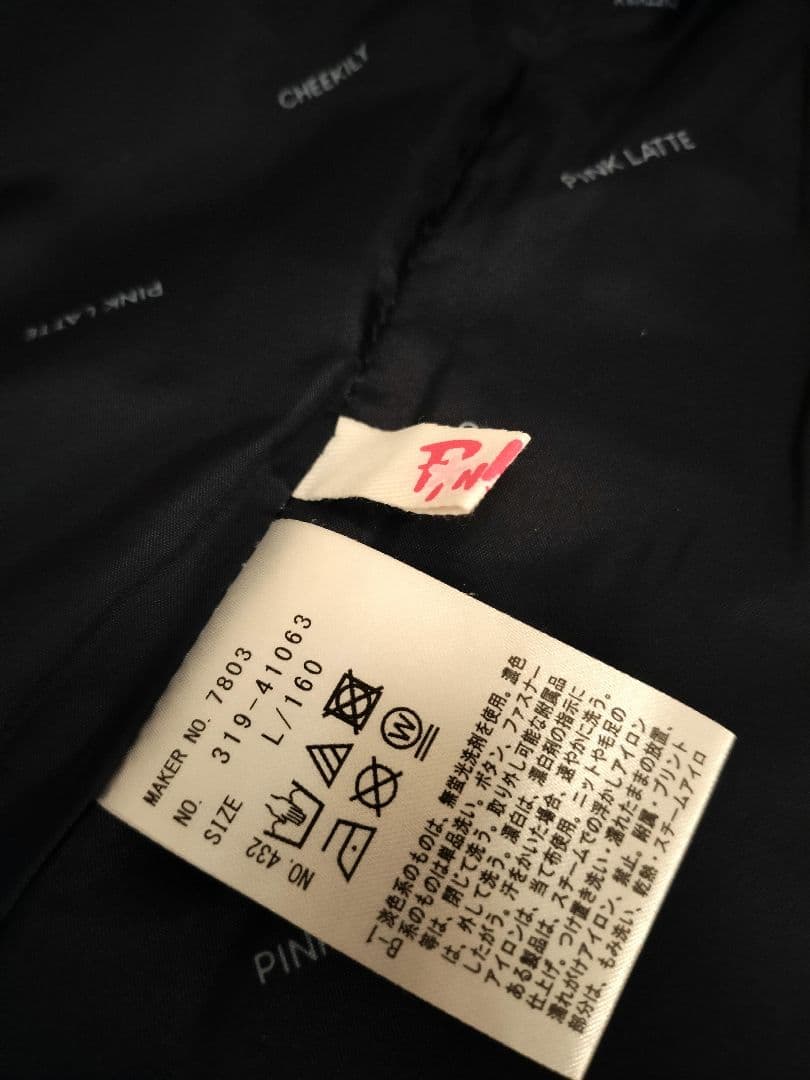 CHEEKILY
PINK LATTE
PINK LATTE
MAKER NO. 7803
NO. 319-41063
SIZE L/160
NO.432
W
B-1
淡色系のものは、無蛍光洗剤を使用。濃色
系のものは単品洗い。ボタン、ファスナー
等は、閉じて洗う。取り外し可能な附属品
は、外して洗う。漂白は、漂白剤の指示に
したがう。汗をかいた場合、速やかに洗う。
アイロンは、当て布使用。ニットや毛足の
ある製品は、スチームでの浮かしアイロン
仕上げ。つけ置き洗い・濡れたままの放置、
濡れがけアイロン、禁止。附属・プリント
部分は、もみ洗い、乾熱・スチームアイロ
PIN